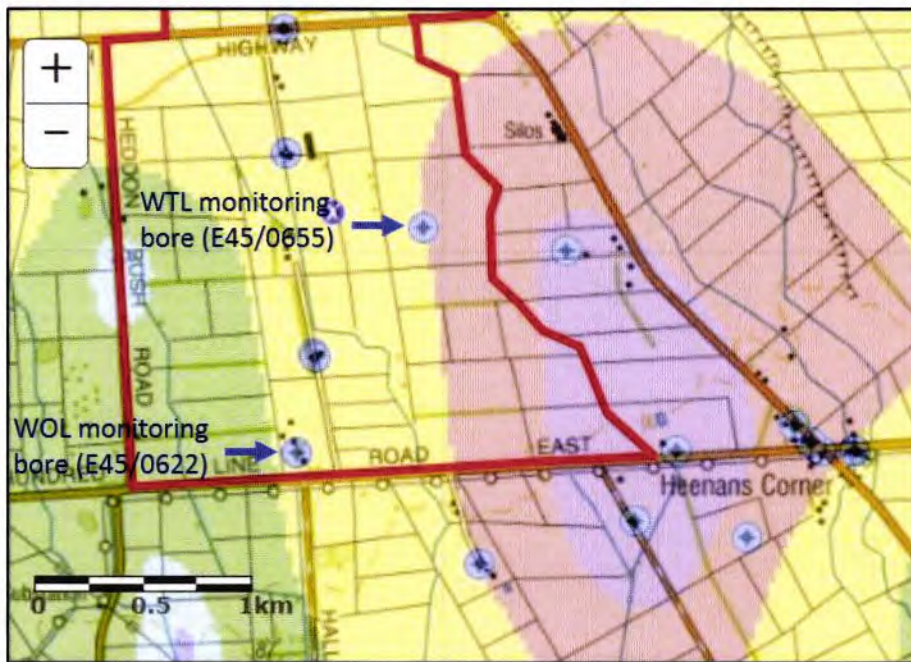 HIGHWAY
+
−
HEDDON
BUSH
ROAD
Silos
WTL monitoring
bore (E45/0655)
WOL monitoring
bore (E45/0622)
LINE
ROAD
EAST
Heenans Corner
0
0.5
1km
HALL